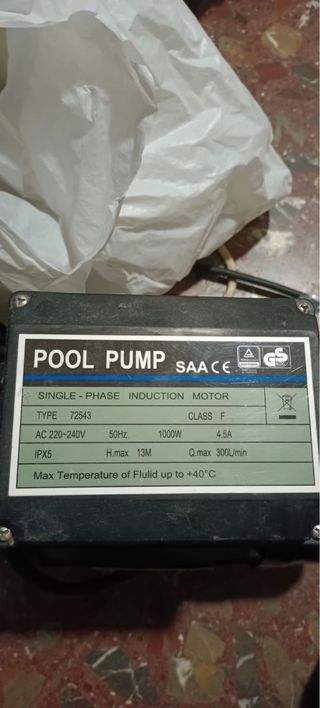 POOL PUMP SAA CE GS
SINGLE - PHASE INDUCTION MOTOR
TYPE 72543 CLASS F
AC 220~240V 50Hz 1000W 4.5A
IPX5 H.max 13M Q.max 300L/min
Max Temperature of Flulid up to +40°C